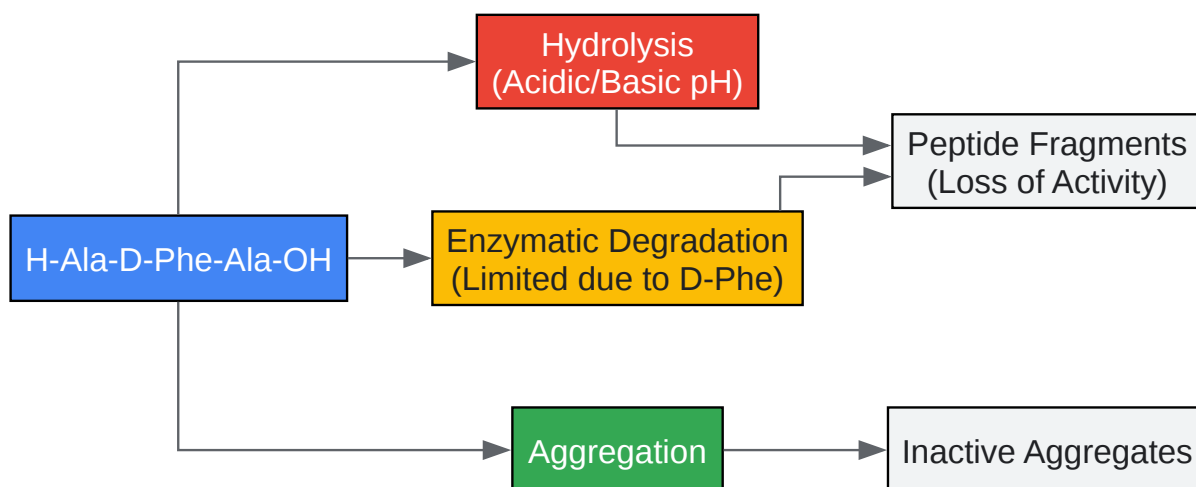 Hydrolysis
(Acidic/Basic pH)
Peptide Fragments
(Loss of Activity)
H-Ala-D-Phe-Ala-OH
Enzymatic Degradation
(Limited due to D-Phe)
Aggregation
Inactive Aggregates